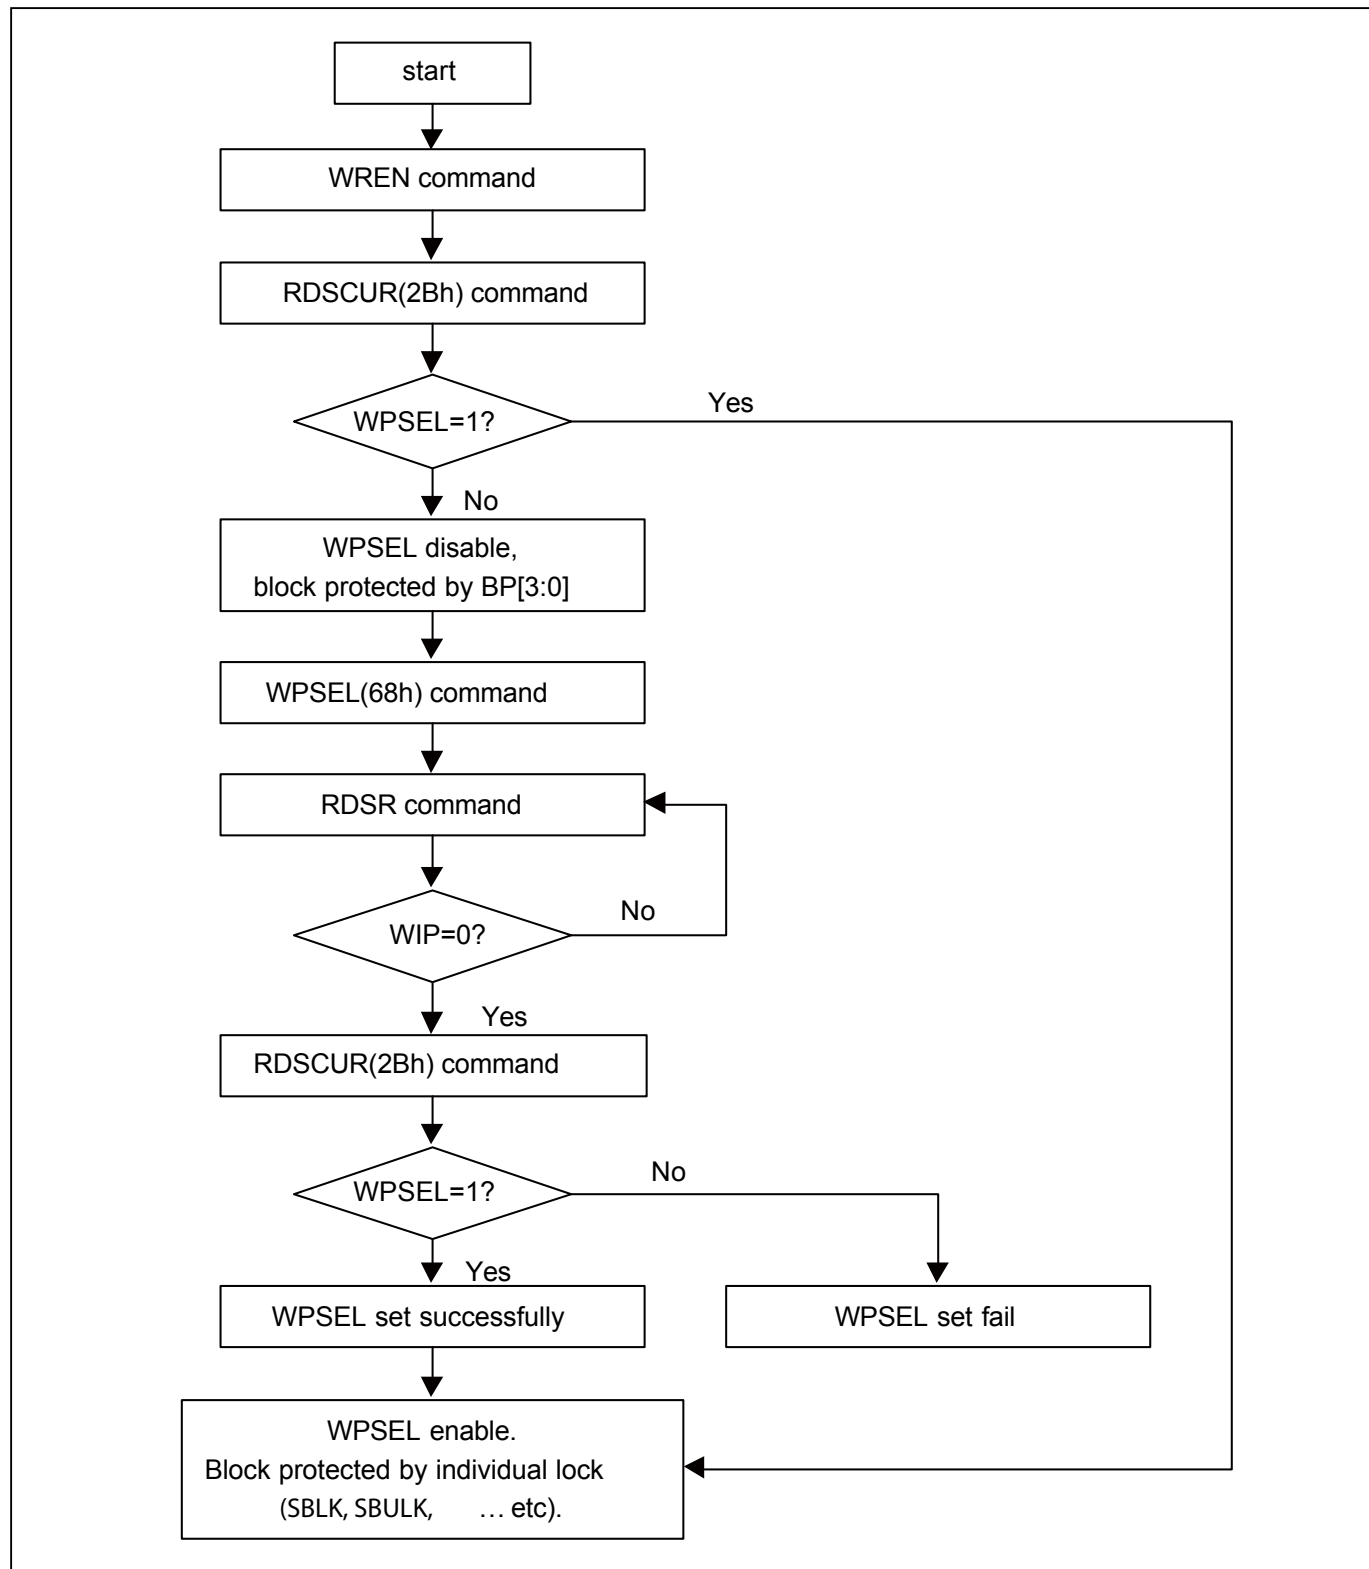 start
WREN command
RDSCUR(2Bh) command
WPSEL=1?
Yes
No
WPSEL disable,
block protected by BP[3:0]
WPSEL(68h) command
RDSR command
WIP=0?
No
Yes
RDSCUR(2Bh) command
WPSEL=1?
No
Yes
WPSEL set successfully
WPSEL set fail
WPSEL enable.
Block protected by individual lock
(SBLK, SBULK, … etc).